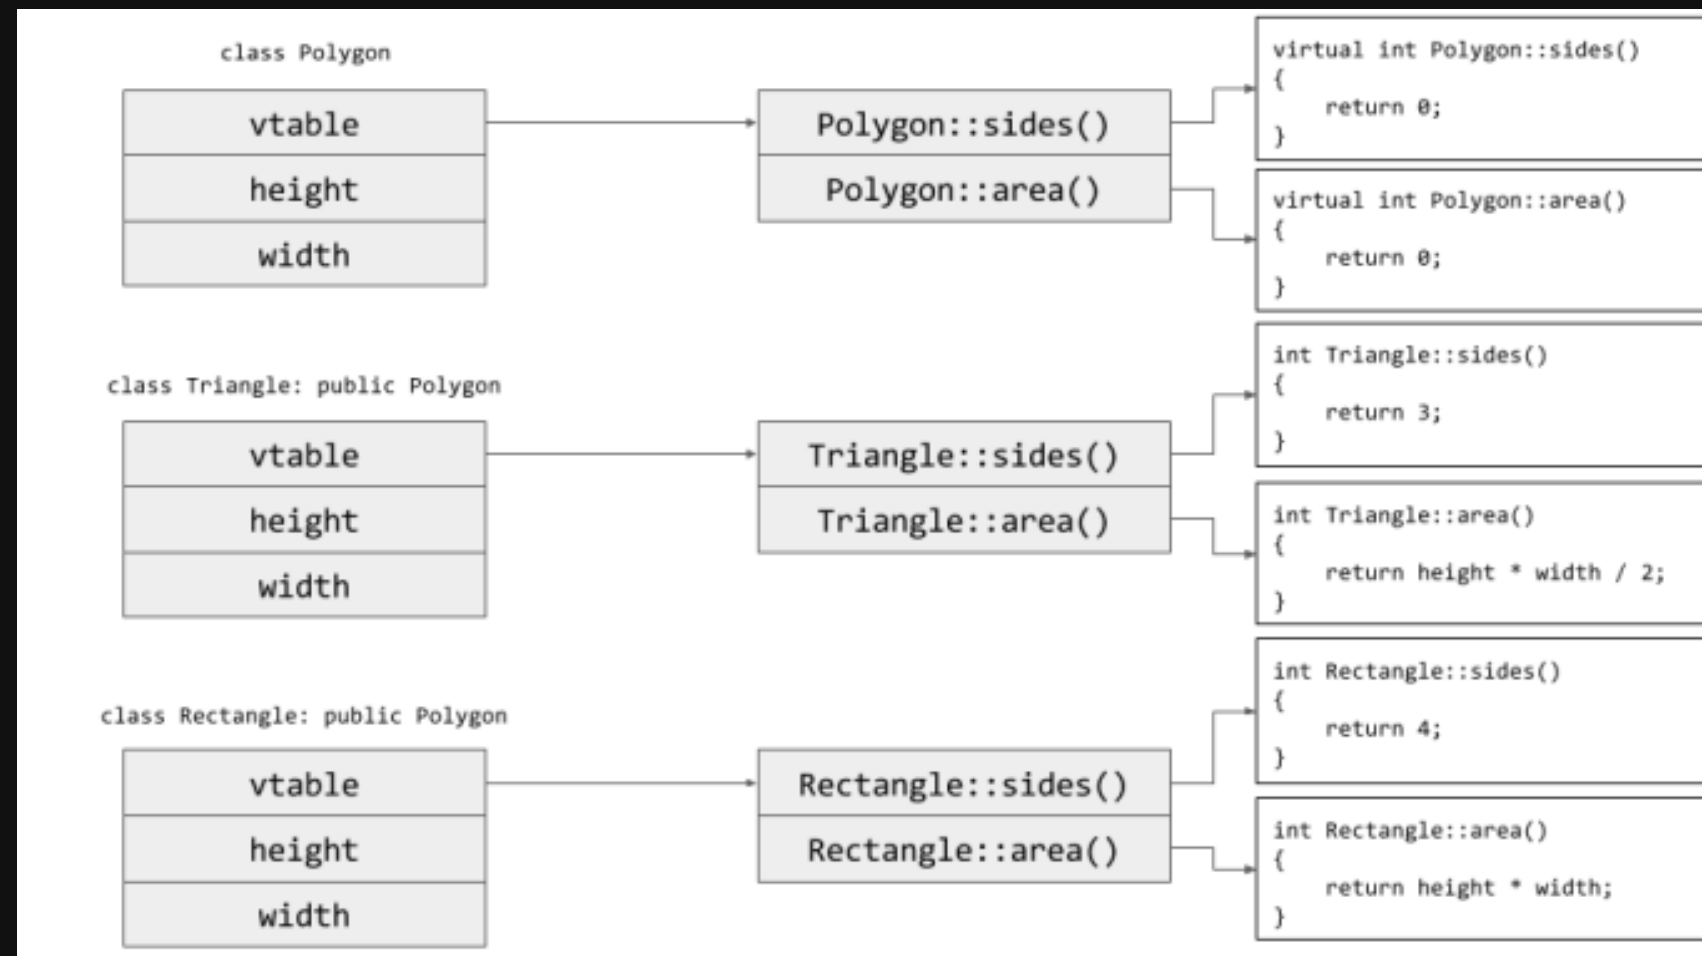 class Polygon
vtable
height
width
Polygon::sides()
Polygon::area()
virtual int Polygon::sides()
{
    return 0;
}
virtual int Polygon::area()
{
    return 0;
}
class Triangle: public Polygon
vtable
height
width
Triangle::sides()
Triangle::area()
int Triangle::sides()
{
    return 3;
}
int Triangle::area()
{
    return height * width / 2;
}
class Rectangle: public Polygon
vtable
height
width
Rectangle::sides()
Rectangle::area()
int Rectangle::sides()
{
    return 4;
}
int Rectangle::area()
{
    return height * width;
}